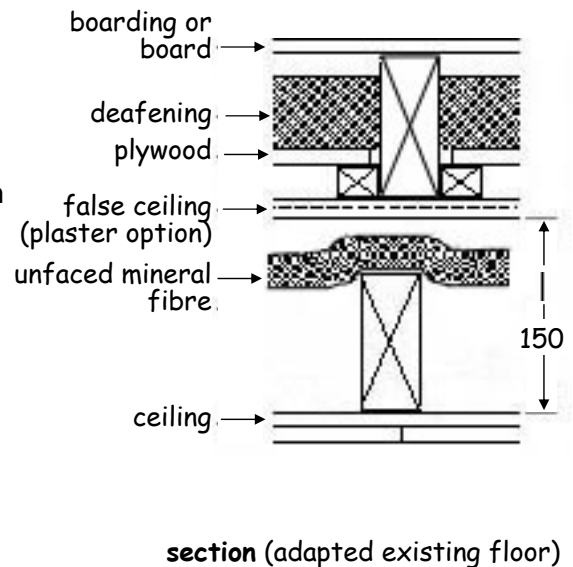 boarding or
board
deafening
plywood
n
false ceiling
(plaster option)
unfaced mineral
fibre
150
ceiling
section (adapted existing floor)